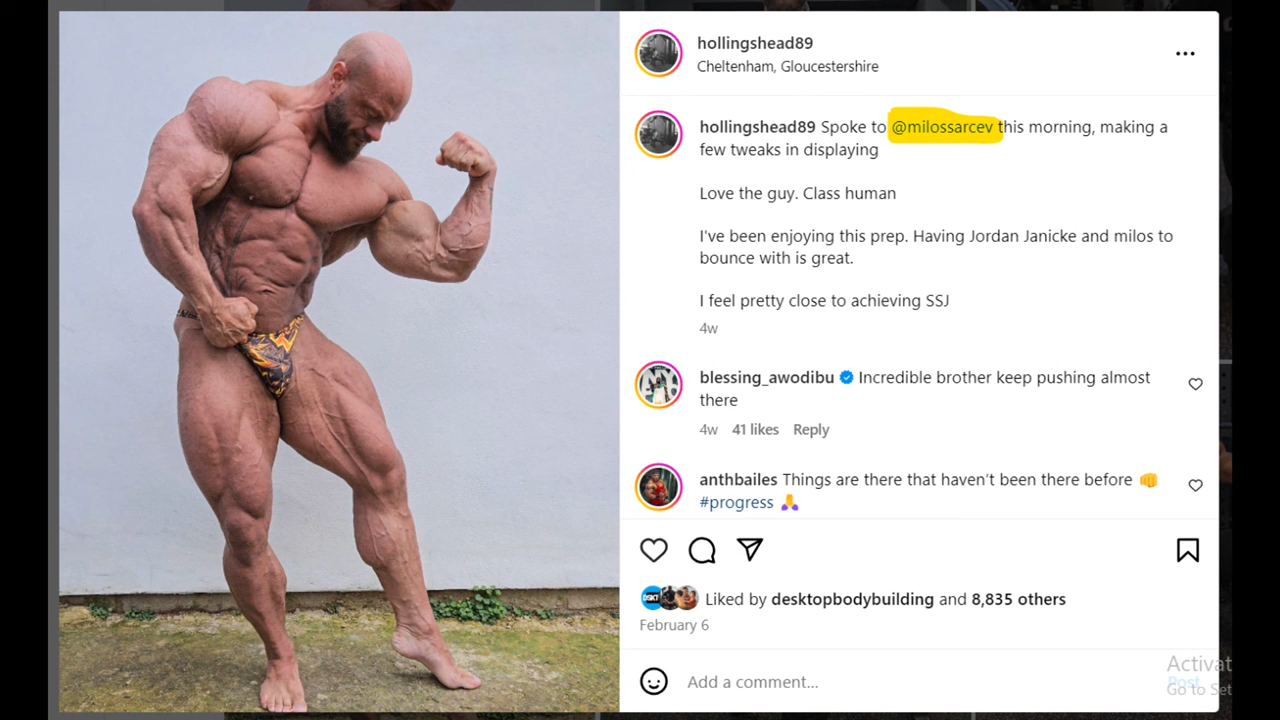 hollingshead89
Cheltenham, Gloucestershire
hollingshead89 Spoke to @milossarcev this morning, making a
few tweaks in displaying
Love the guy. Class human
I've been enjoying this prep. Having Jordan Janicke and milos to
bounce with is great.
I feel pretty close to achieving SSJ
4w
blessing_awodibu Incredible brother keep pushing almost
there
4w 41 likes Reply
anthbailes Things are there that haven't been there before 👊
#progress 🙏
Liked by desktopbodybuilding and 8,835 others
February 6
Add a comment...
Post
Activat
Go to Set